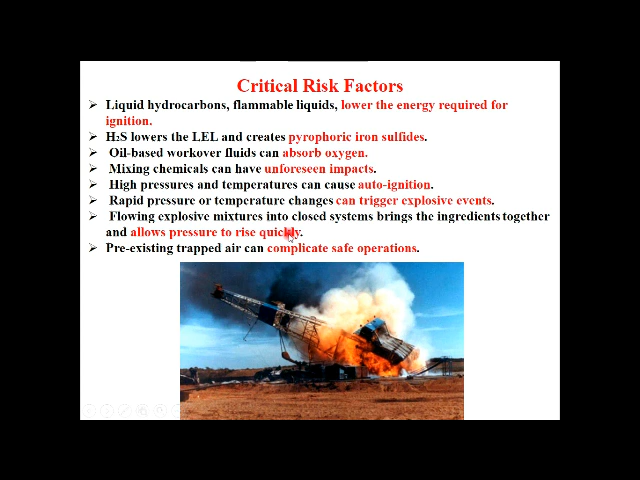 Critical Risk Factors
➢ Liquid hydrocarbons, flammable liquids, lower the energy required for
ignition.
➢ H2S lowers the LEL and creates pyrophoric iron sulfides.
➢ Oil-based workover fluids can absorb oxygen.
➢ Mixing chemicals can have unforeseen impacts.
➢ High pressures and temperatures can cause auto-ignition.
➢ Rapid pressure or temperature changes can trigger explosive events.
➢ Flowing explosive mixtures into closed systems brings the ingredients together
and allows pressure to rise quickly.
➢ Pre-existing trapped air can complicate safe operations.